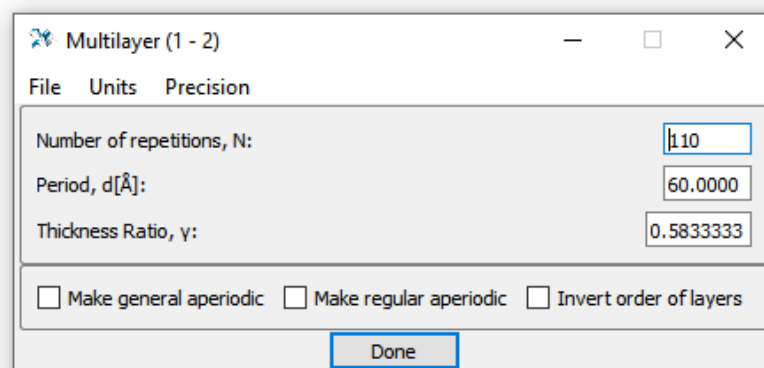 Multilayer (1 - 2)
File Units Precision
Number of repetitions, N: 110
Period, d[Å]: 60.0000
Thickness Ratio, γ: 0.5833333
Make general aperiodic Make regular aperiodic Invert order of layers
Done